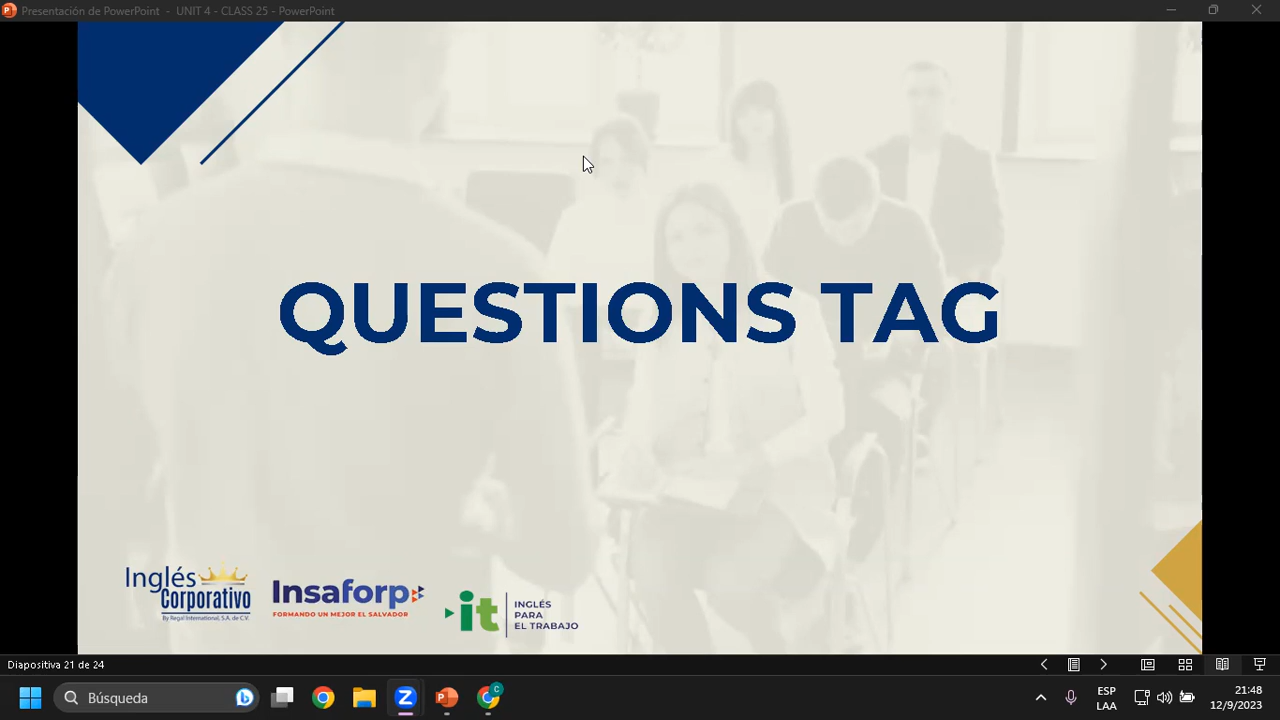 Presentación de PowerPoint - UNIT 4 - CLASS 25 - PowerPoint
QUESTIONS TAG
Inglés
Corporativo
By Regal International, S.A. de C.V.
Insaforp
FORMANDO UN MEJOR EL SALVADOR
it
INGLÉS
PARA
EL TRABAJO
Diapositiva 21 de 24
Búsqueda
C
ESP
LAA
21:48
12/9/2023